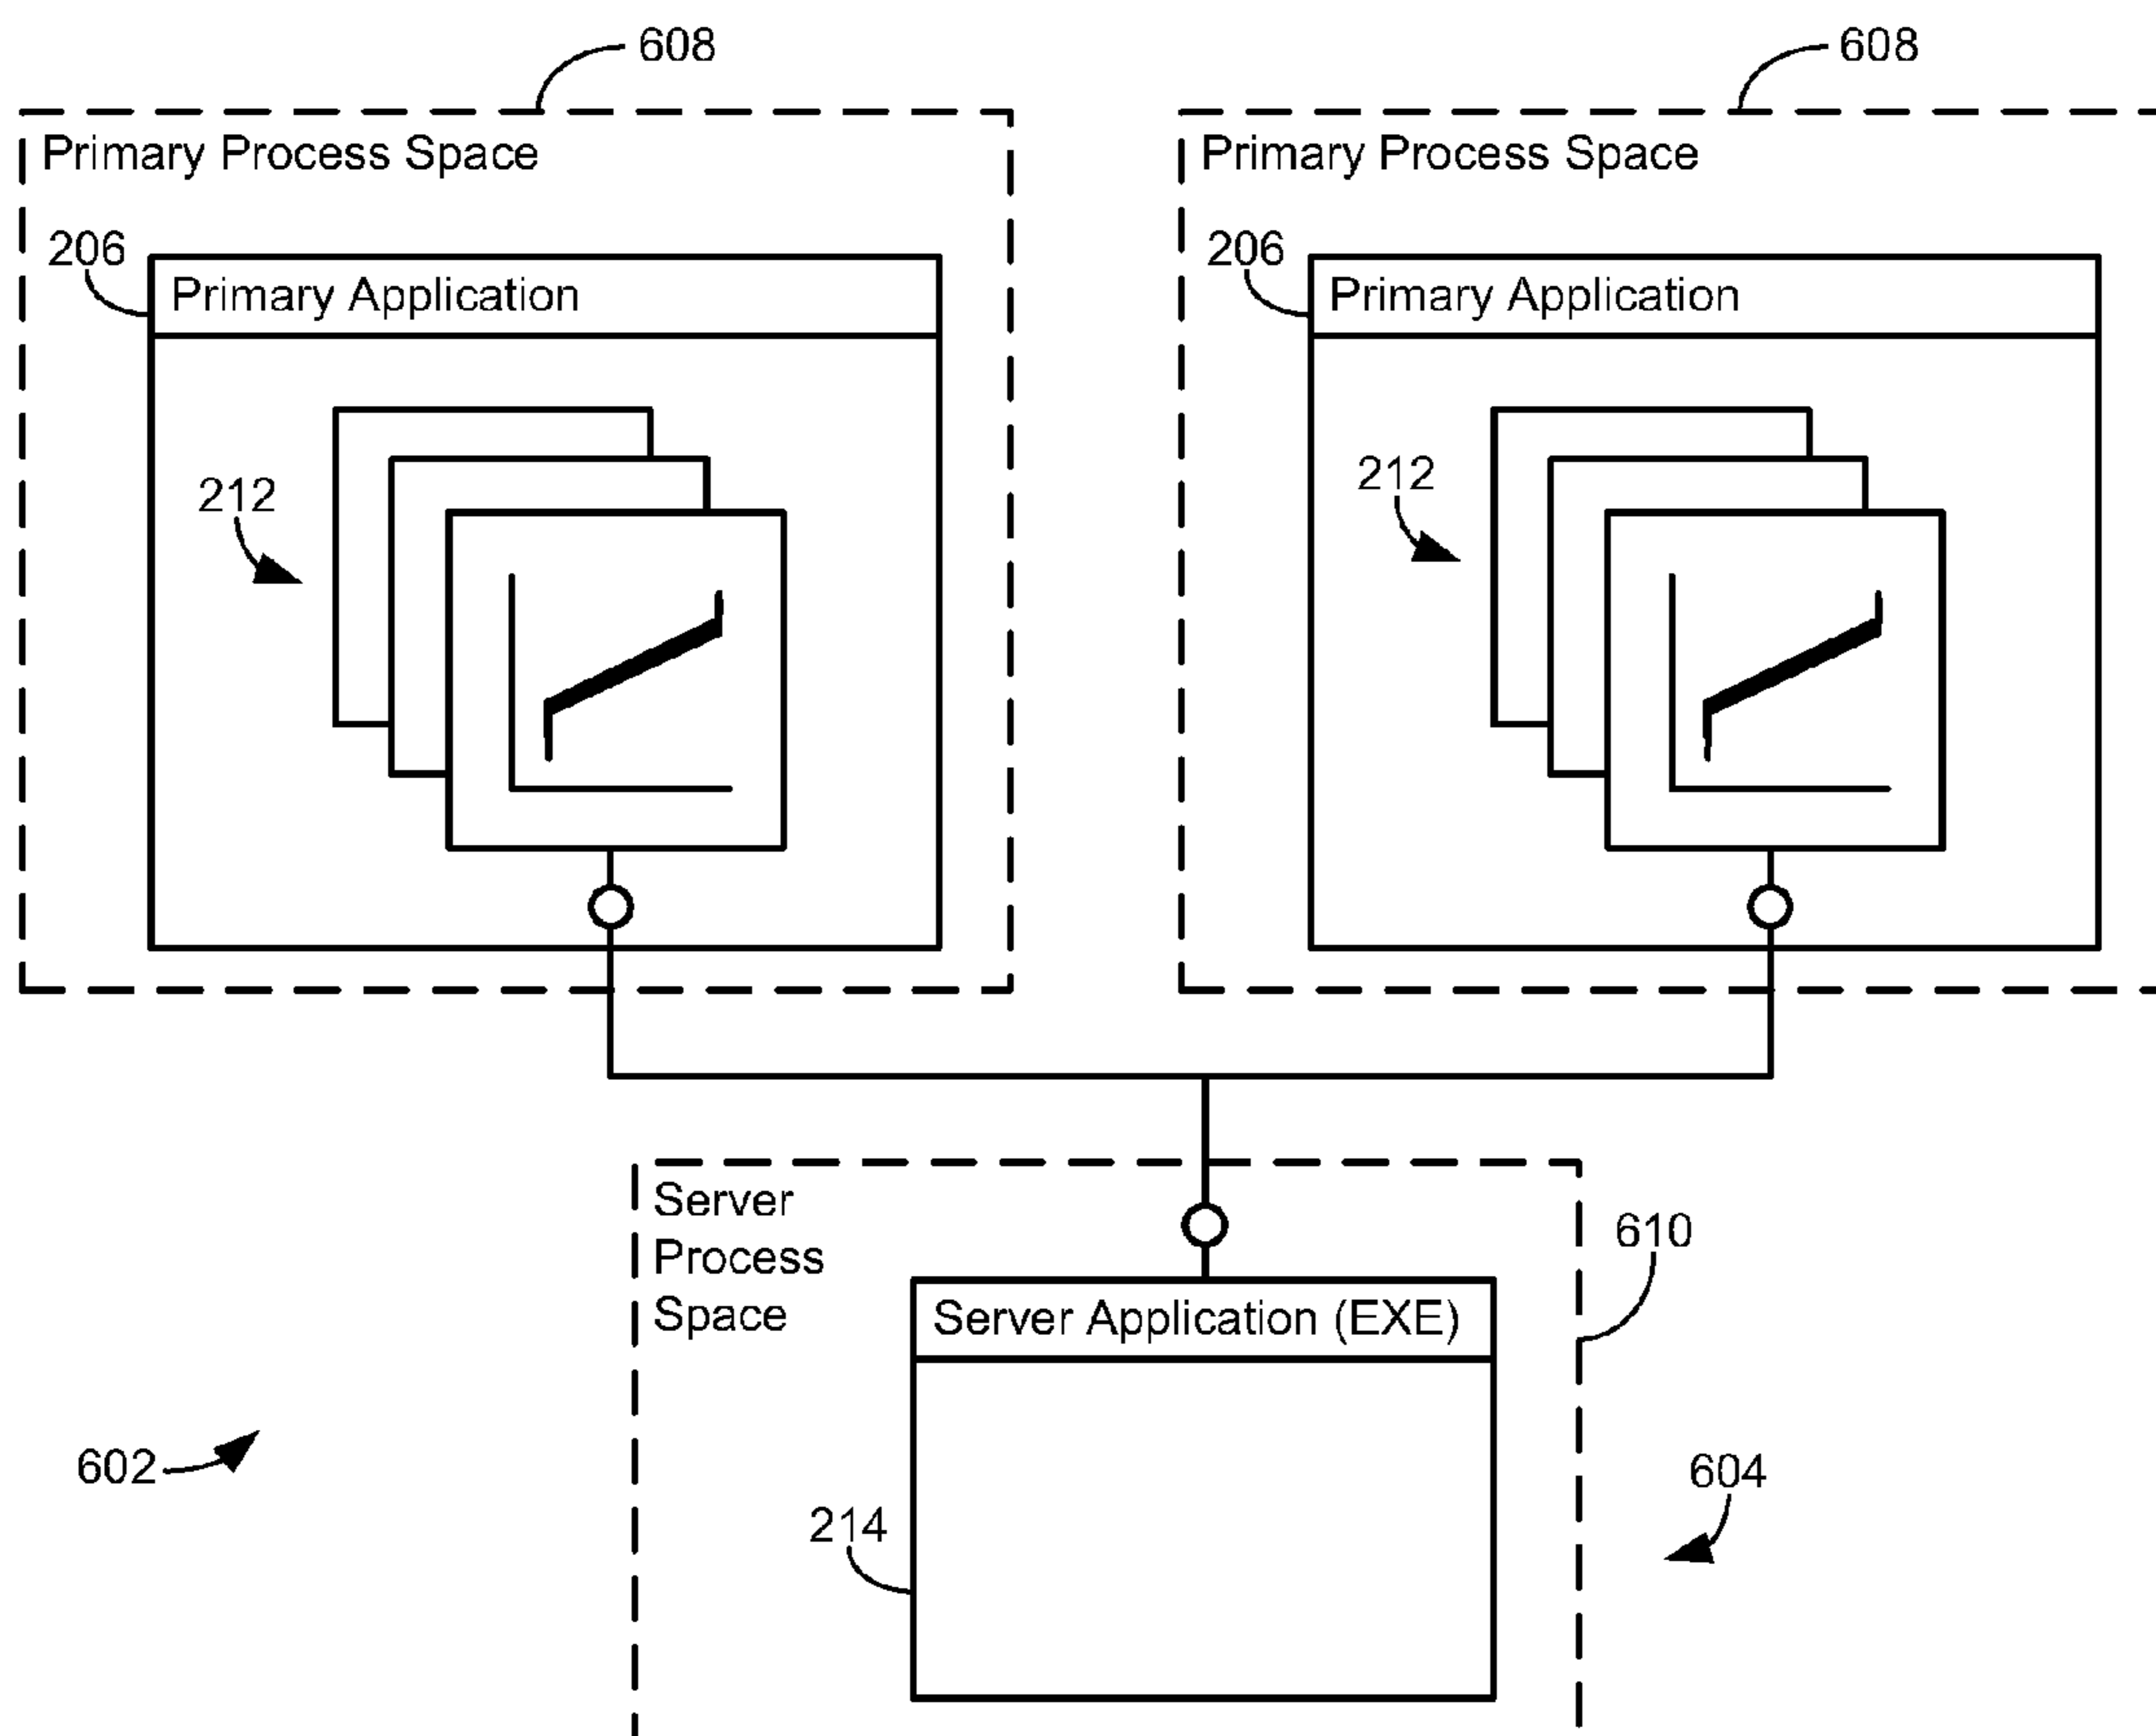 608
608
Primary Process Space
Primary Process Space
206
206
Primary Application
Primary Application
212
212
Server
Process
Space
610
Server Application (EXE)
602
604
214